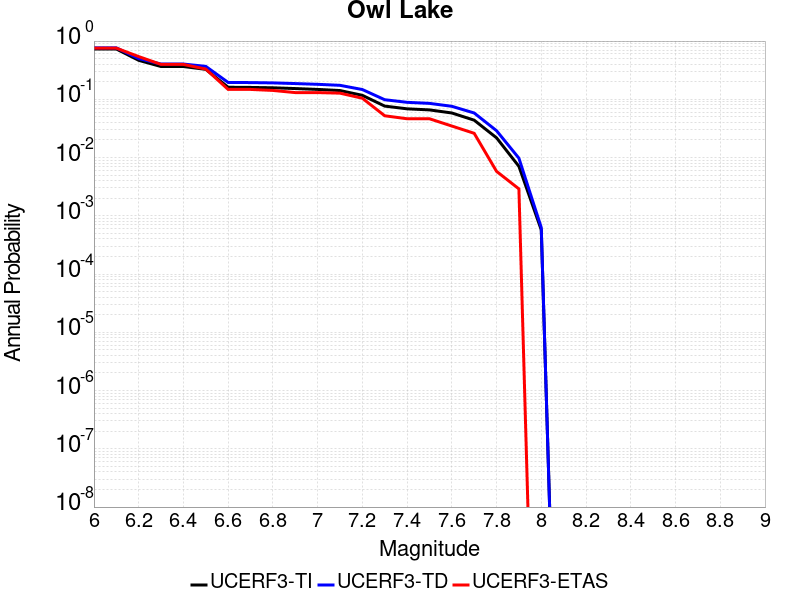 Owl Lake
10^0
10^-1
10^-2
10^-3
10^-4
10^-5
10^-6
10^-7
10^-8
Annual Probability
6 6.2 6.4 6.6 6.8 7 7.2 7.4 7.6 7.8 8 8.2 8.4 8.6 8.8 9
Magnitude
UCERF3-TI UCERF3-TD UCERF3-ETAS